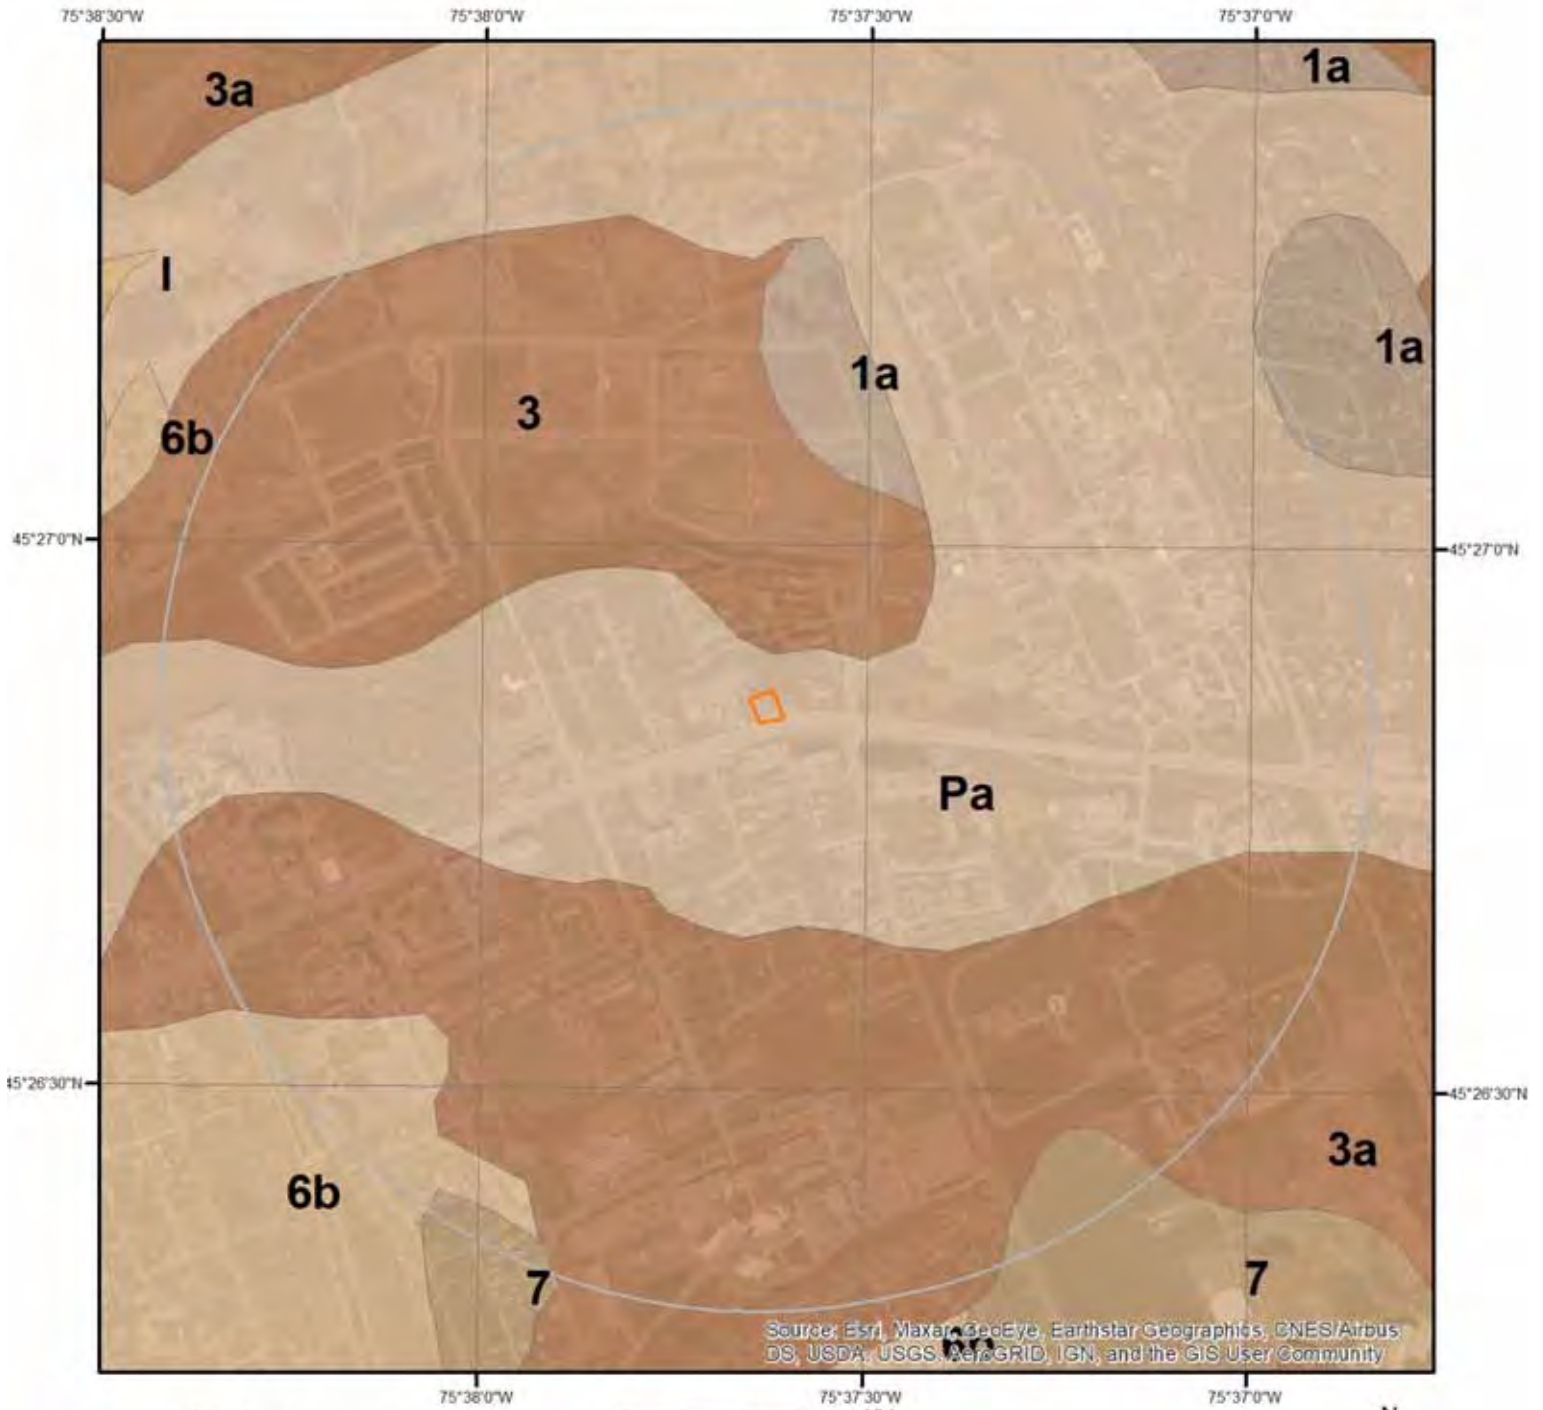 75°38'30"W 75°38'0"W 75°37'30"W 75°37'0"W
3a
1a
l
1a
1a
3
6b
45°27'0"N
45°27'0"N
Pa
45°26'30"N
45°26'30"N
3a
6b
7
7
Source: Esri, Maxar, GeoEye, Earthstar Geographics, CNES/Airbus
DS, USDA, USGS, AeroGRID, IGN, and the GIS User Community
75°38'0"W 75°37'30"W 75°37'0"W